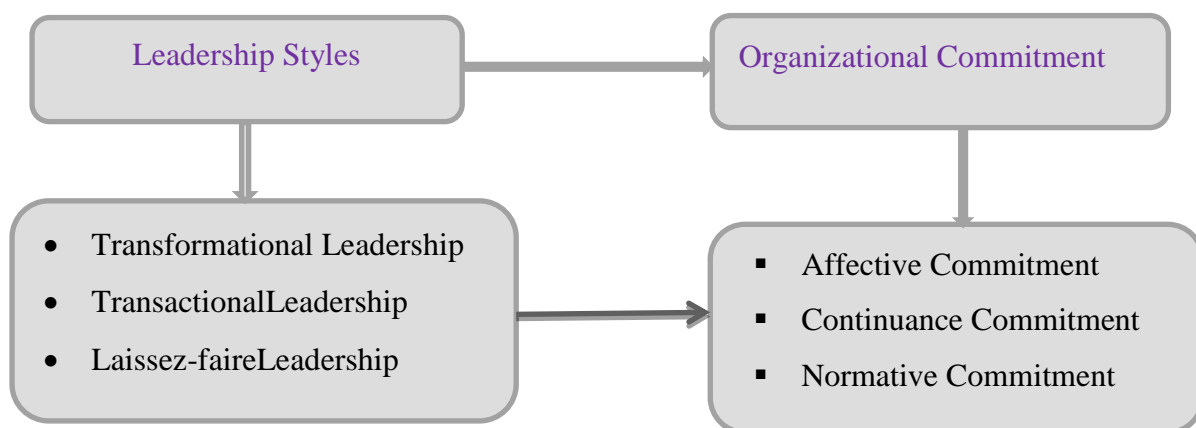 Leadership Styles
Organizational Commitment
• Transformational Leadership
• TransactionalLeadership
• Laissez-faireLeadership
▪ Affective Commitment
▪ Continuance Commitment
▪ Normative Commitment